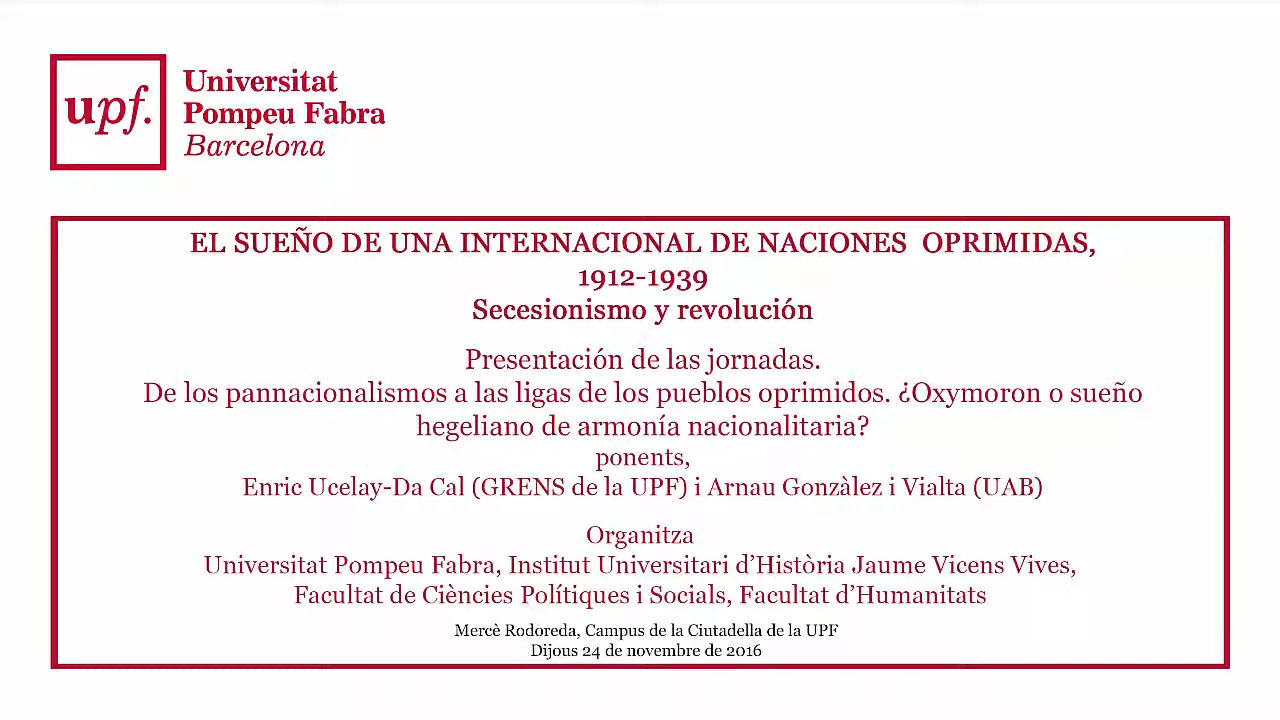 upf.
Universitat
Pompeu Fabra
Barcelona
EL SUEÑO DE UNA INTERNACIONAL DE NACIONES OPRIMIDAS,
1912-1939
Secesionismo y revolución
Presentación de las jornadas.
De los pannacionalismos a las ligas de los pueblos oprimidos. ¿Oxymoron o sueño
hegeliano de armonía nacionalitaria?
ponents,
Enric Ucelay-Da Cal (GRENS de la UPF) i Arnau Gonzàlez i Vialta (UAB)
Organitza
Universitat Pompeu Fabra, Institut Universitari d’Història Jaume Vicens Vives,
Facultat de Ciències Polítiques i Socials, Facultat d’Humanitats
Mercè Rodoreda, Campus de la Ciutadella de la UPF
Dijous 24 de novembre de 2016